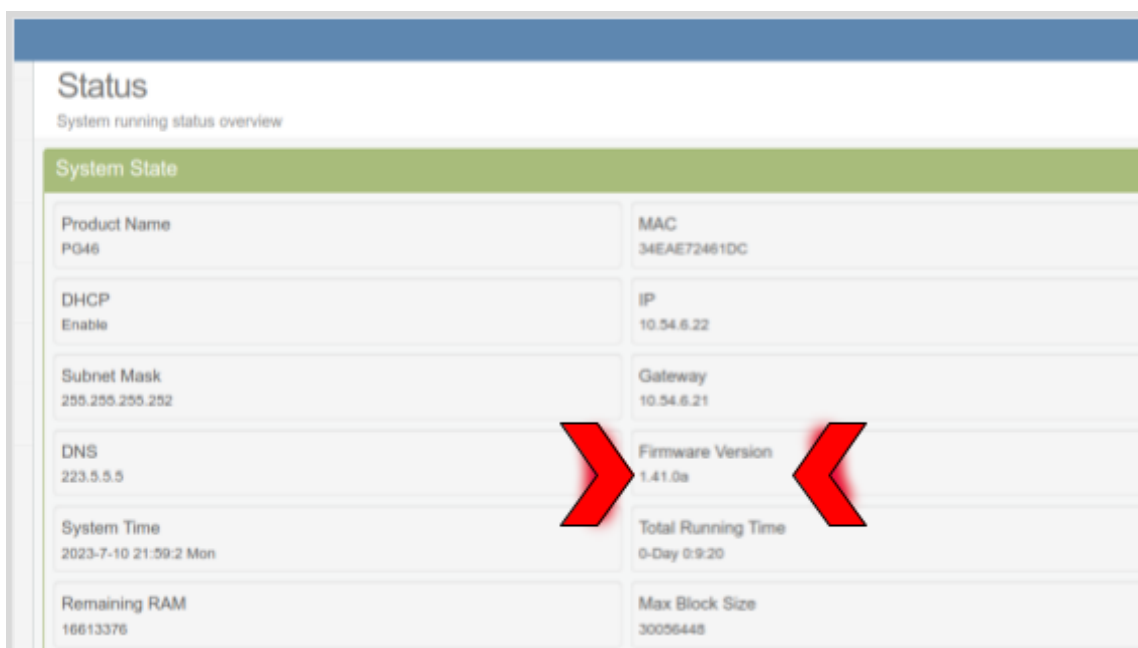 Status
System running status overview
System State
Product Name
PG46
MAC
34EAE72461DC
DHCP
Enable
IP
10.54.6.22
Subnet Mask
255.255.255.252
Gateway
10.54.6.21
DNS
223.5.5.5
Firmware Version
1.41.0a
System Time
2023-7-10 21:59:2 Mon
Total Running Time
0-Day 0:9:20
Remaining RAM
16613376
Max Block Size
30056448